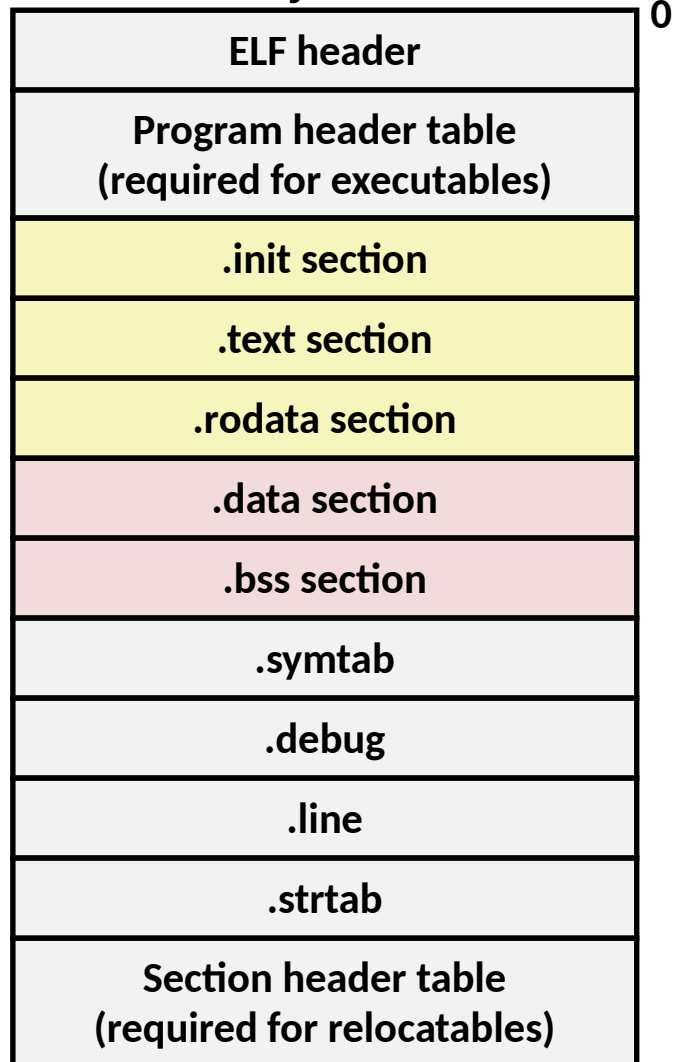 0
ELF header
Program header table
(required for executables)
.init section
.text section
.rodata section
.data section
.bss section
.symtab
.debug
.line
.strtab
Section header table
(required for relocatables)